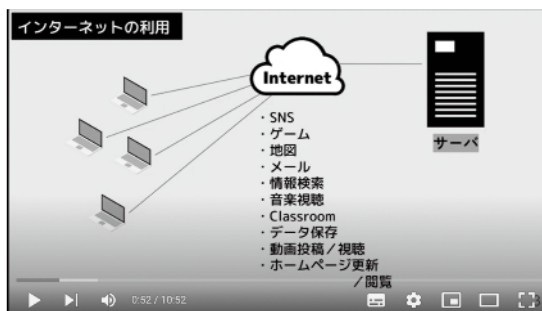 インターネットの利用
Internet
・SNS
・ゲーム
・地図
・メール
・情報検索
・音楽視聴
・Classroom
・データ保存
・動画投稿／視聴
・ホームページ更新
／閲覧
サーバ
0:52 / 10:52